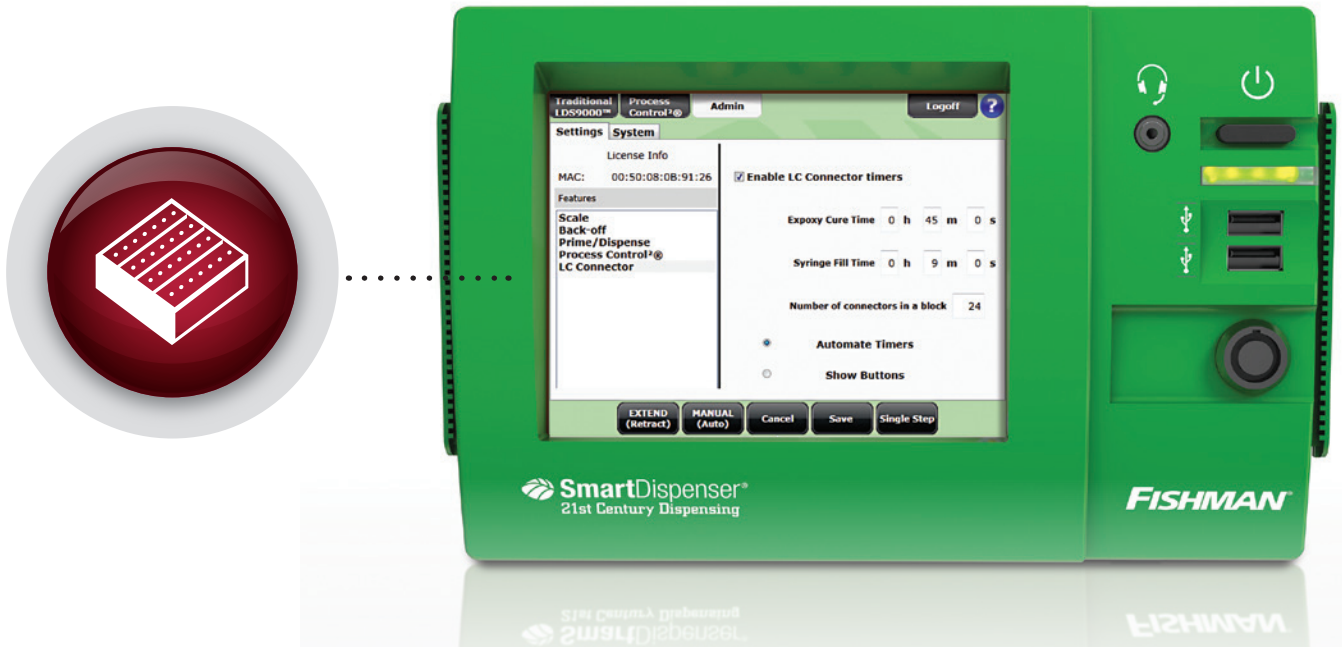 Traditional LDS9000™
Process Control²®
Admin
Logoff
?
Settings
System
License Info
MAC: 00:50:08:0B:91:26
Features
Scale
Back-off
Prime/Dispense
Process Control²®
LC Connector
Enable LC Connector timers
Expoxy Cure Time 0 h 45 m 0 s
Syringe Fill Time 0 h 9 m 0 s
Number of connectors in a block 24
Automate Timers
Show Buttons
EXTEND (Retract)
MANUAL (Auto)
Cancel
Save
Single Step
SmartDispenser®
21st Century Dispensing
FISHMAN®